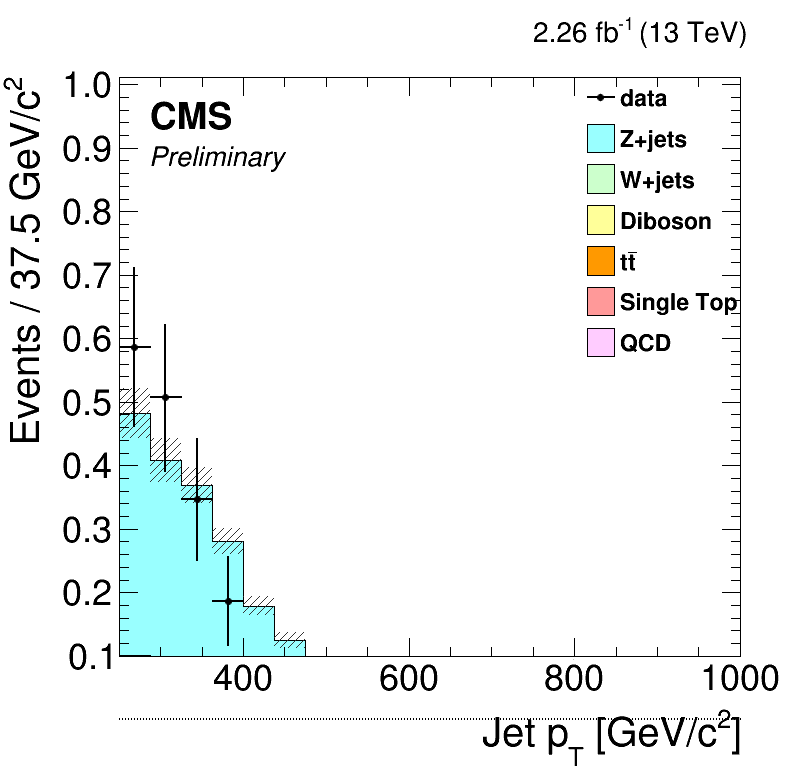 2.26 fb⁻¹ (13 TeV)
Events / 37.5 GeV/c²
1.0
0.9
0.8
0.7
0.6
0.5
0.4
0.3
0.2
0.1
CMS
Preliminary
data
Z+jets
W+jets
Diboson
tt̄
Single Top
QCD
400 600 800 1000
Jet p_T [GeV/c²]